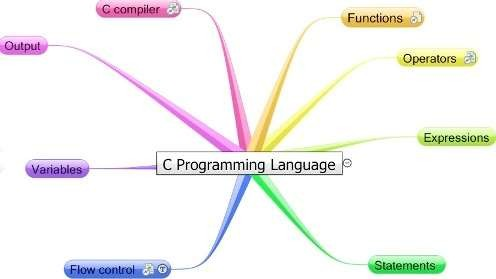 C compiler
Functions
Output
Operators
Expressions
C Programming Language
Variables
Flow control
Statements